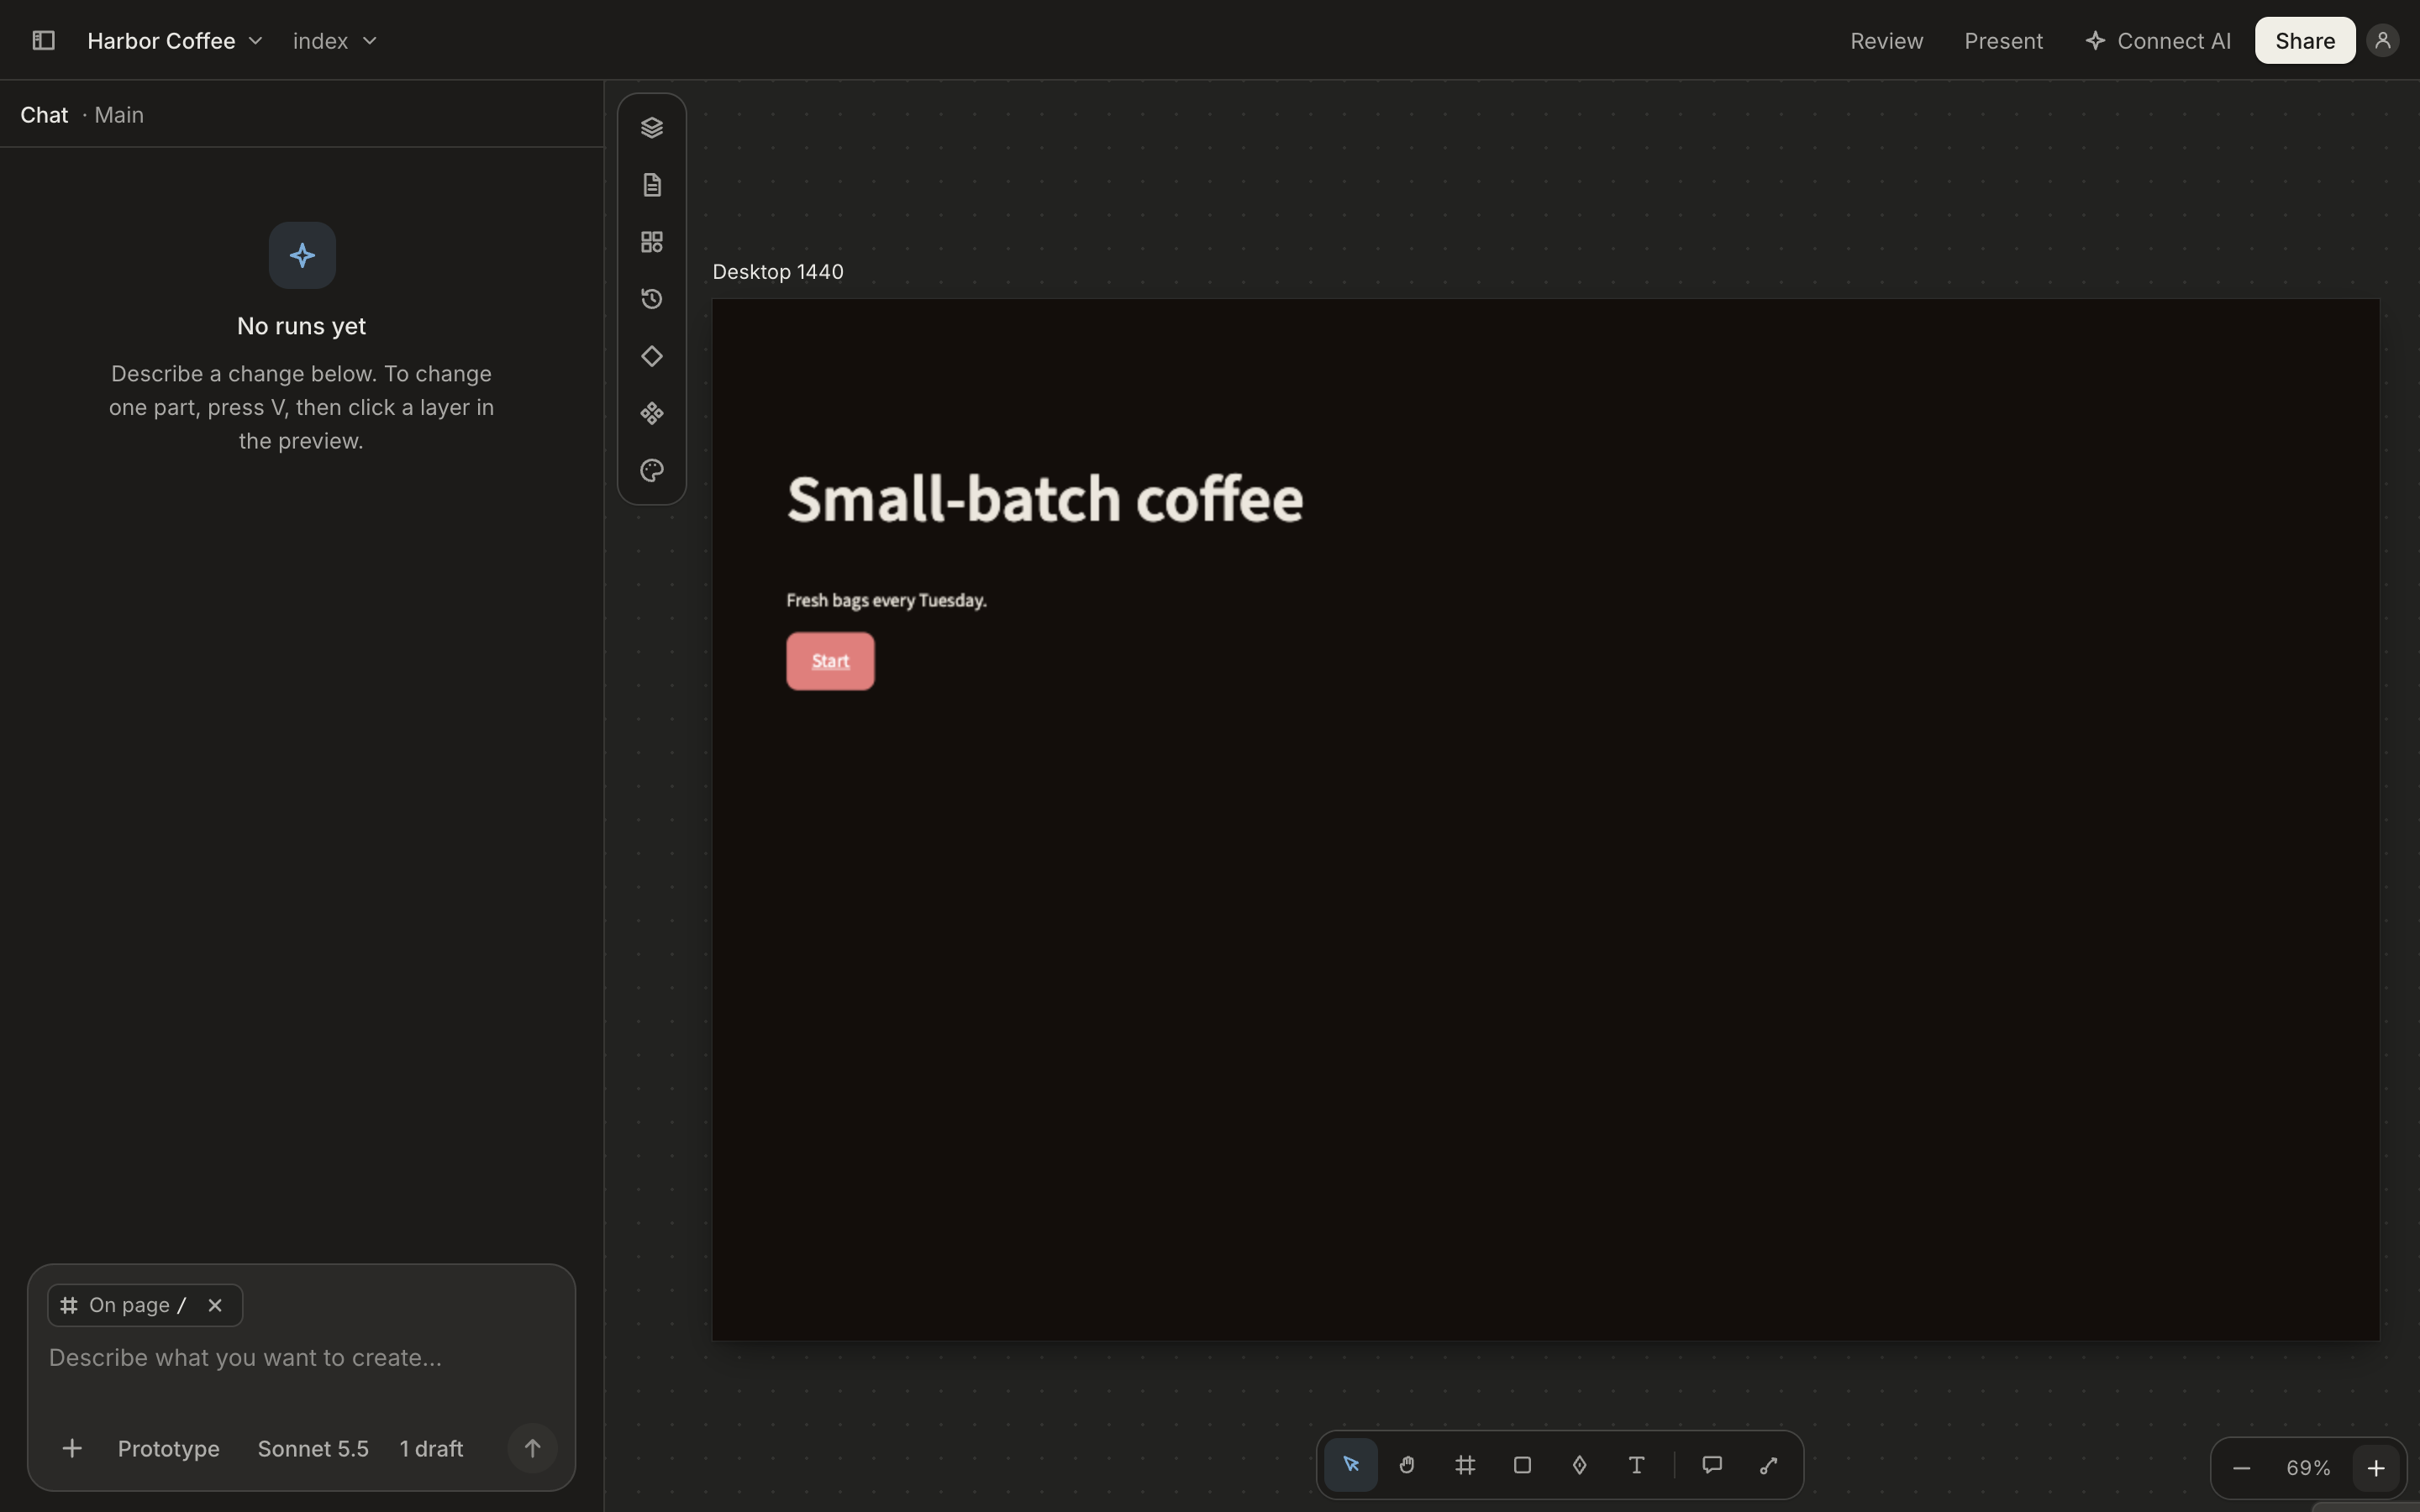 Harbor Coffee
index
Review
Present
Connect AI
Share
Chat · Main
No runs yet
Describe a change below. To change
one part, press V, then click a layer in
the preview.
Desktop 1440
Small-batch coffee
Fresh bags every Tuesday.
Start
On page /
Describe what you want to create...
Prototype
Sonnet 5.5
1 draft
69%